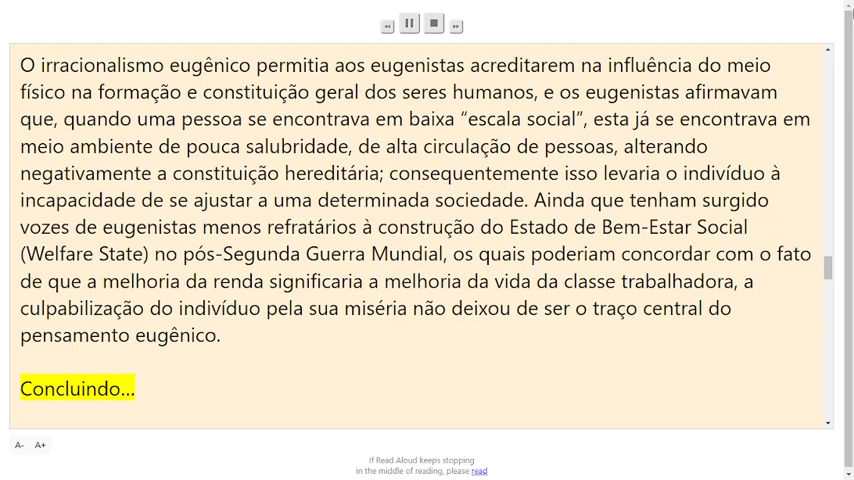 O irracionalismo eugênico permitia aos eugenistas acreditarem na influência do meio
físico na formação e constituição geral dos seres humanos, e os eugenistas afirmavam
que, quando uma pessoa se encontrava em baixa “escala social”, esta já se encontrava em
meio ambiente de pouca salubridade, de alta circulação de pessoas, alterando
negativamente a constituição hereditária; consequentemente isso levaria o indivíduo à
incapacidade de se ajustar a uma determinada sociedade. Ainda que tenham surgido
vozes de eugenistas menos refratários à construção do Estado de Bem-Estar Social
(Welfare State) no pós-Segunda Guerra Mundial, os quais poderiam concordar com o fato
de que a melhoria da renda significaria a melhoria da vida da classe trabalhadora, a
culpabilização do indivíduo pela sua miséria não deixou de ser o traço central do
pensamento eugênico.
Concluindo...
A- A+
If Read Aloud keeps stopping
in the middle of reading, please read